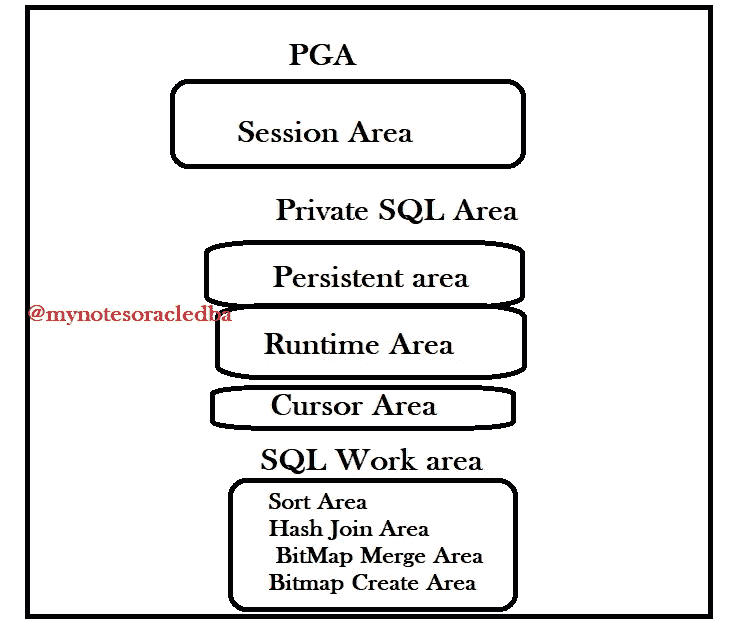 PGA
Session Area
Private SQL Area
Persistent area
@mynotesoracledba
Runtime Area
Cursor Area
SQL Work area
Sort Area
Hash Join Area
BitMap Merge Area
Bitmap Create Area